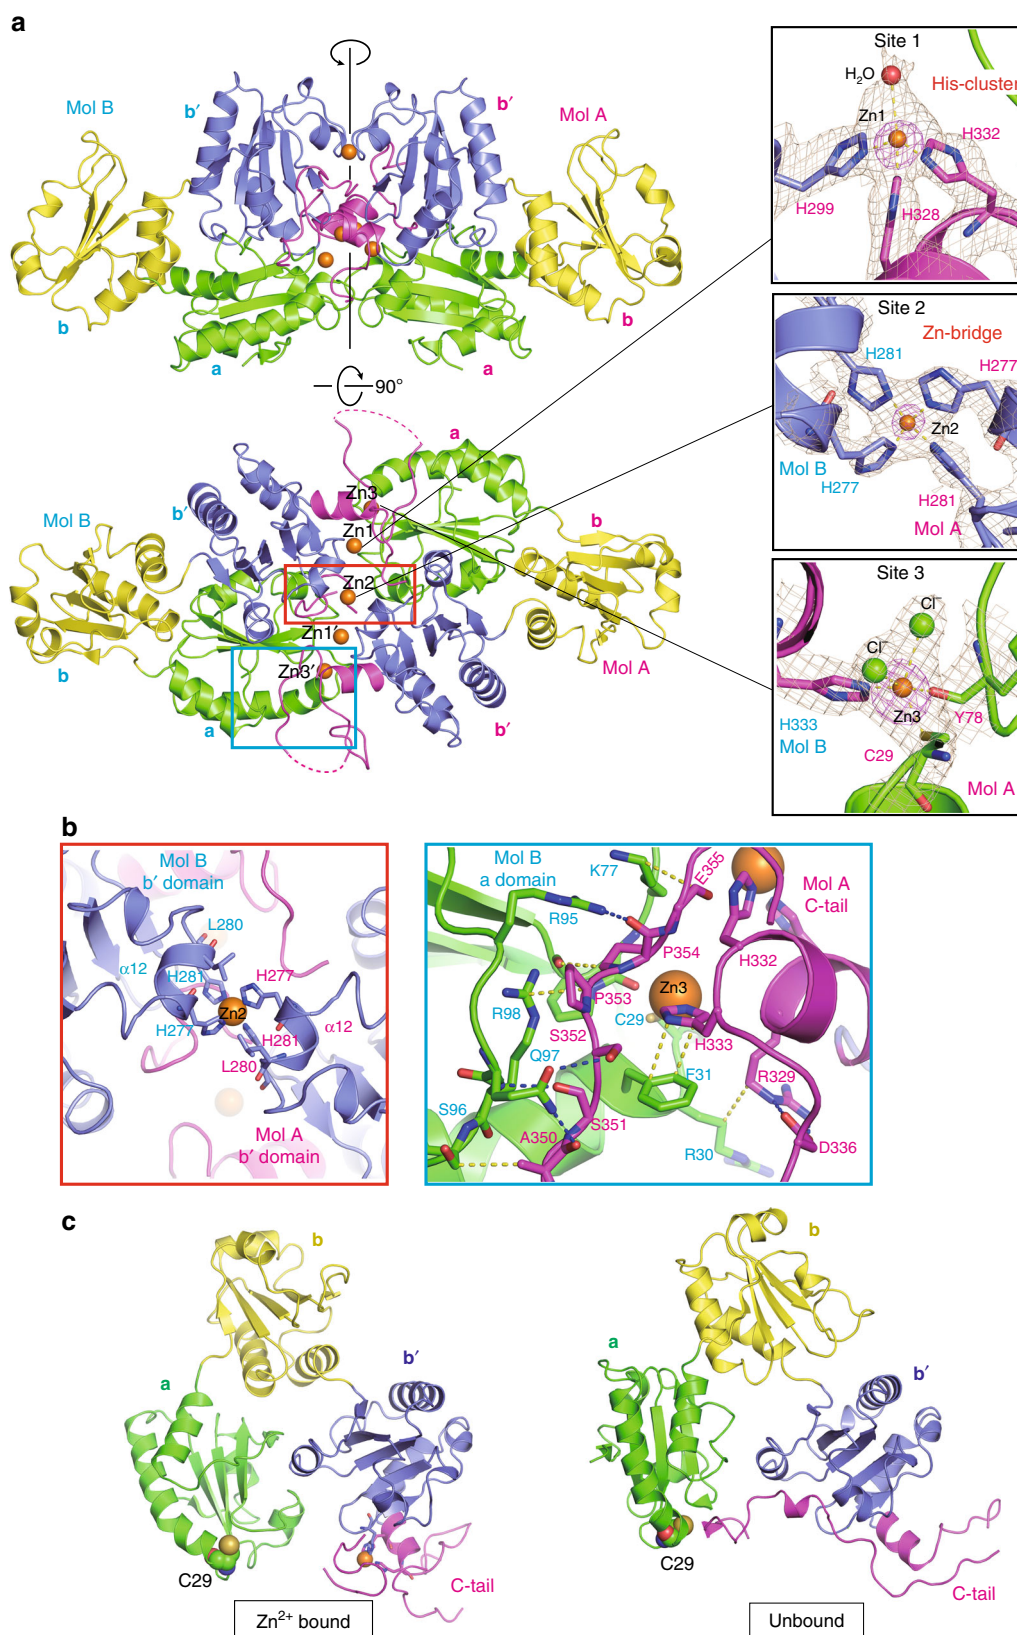 a
Mol B
b′
b′
Mol A
b
a
a
b
90°
a
Mol B
b′
Zn3
Zn1
Zn2
Zn1′
Zn3′
b
b
a
b′
Mol A
Site 1
H₂O
His-cluster
Zn1
H332
H299
H328
Site 2
H281
Zn-bridge
H277
Zn2
Mol B
H277
H281
Mol A
Site 3
Cl⁻
Cl⁻
Zn3
H333
Mol B
Y78
C29
Mol A
b
Mol B
b′ domain
L280
α12
H281
H277
Zn2
H277
H281
α12
L280
Mol A
b′ domain
Mol B
a domain
K77
E355
Mol A
C-tail
R95
P354
H332
Zn3
P353
R98
C29
S352
H333
Q97
F31
R329
S96
S351
A350
R30
D336
c
b
a
b′
C29
C-tail
Zn²⁺ bound
b
a
b′
C29
C-tail
Unbound